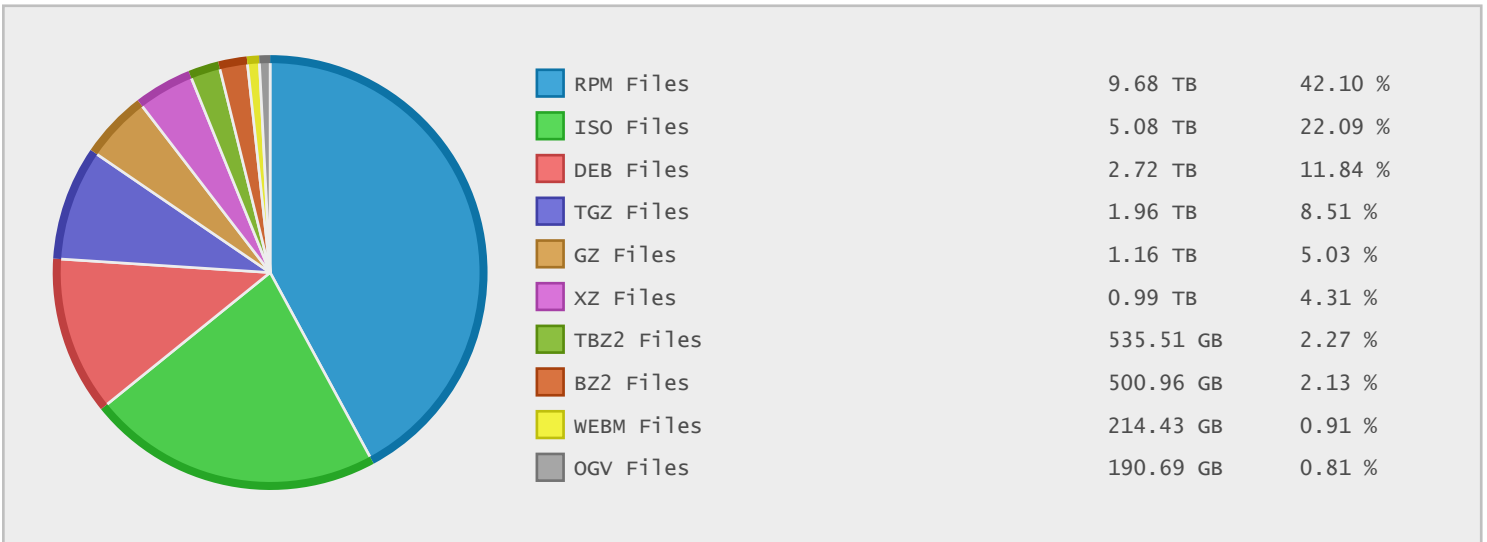 RPM Files 9.68 TB 42.10 %
ISO Files 5.08 TB 22.09 %
DEB Files 2.72 TB 11.84 %
TGZ Files 1.96 TB 8.51 %
GZ Files 1.16 TB 5.03 %
XZ Files 0.99 TB 4.31 %
TBZ2 Files 535.51 GB 2.27 %
BZ2 Files 500.96 GB 2.13 %
WEBM Files 214.43 GB 0.91 %
OGV Files 190.69 GB 0.81 %